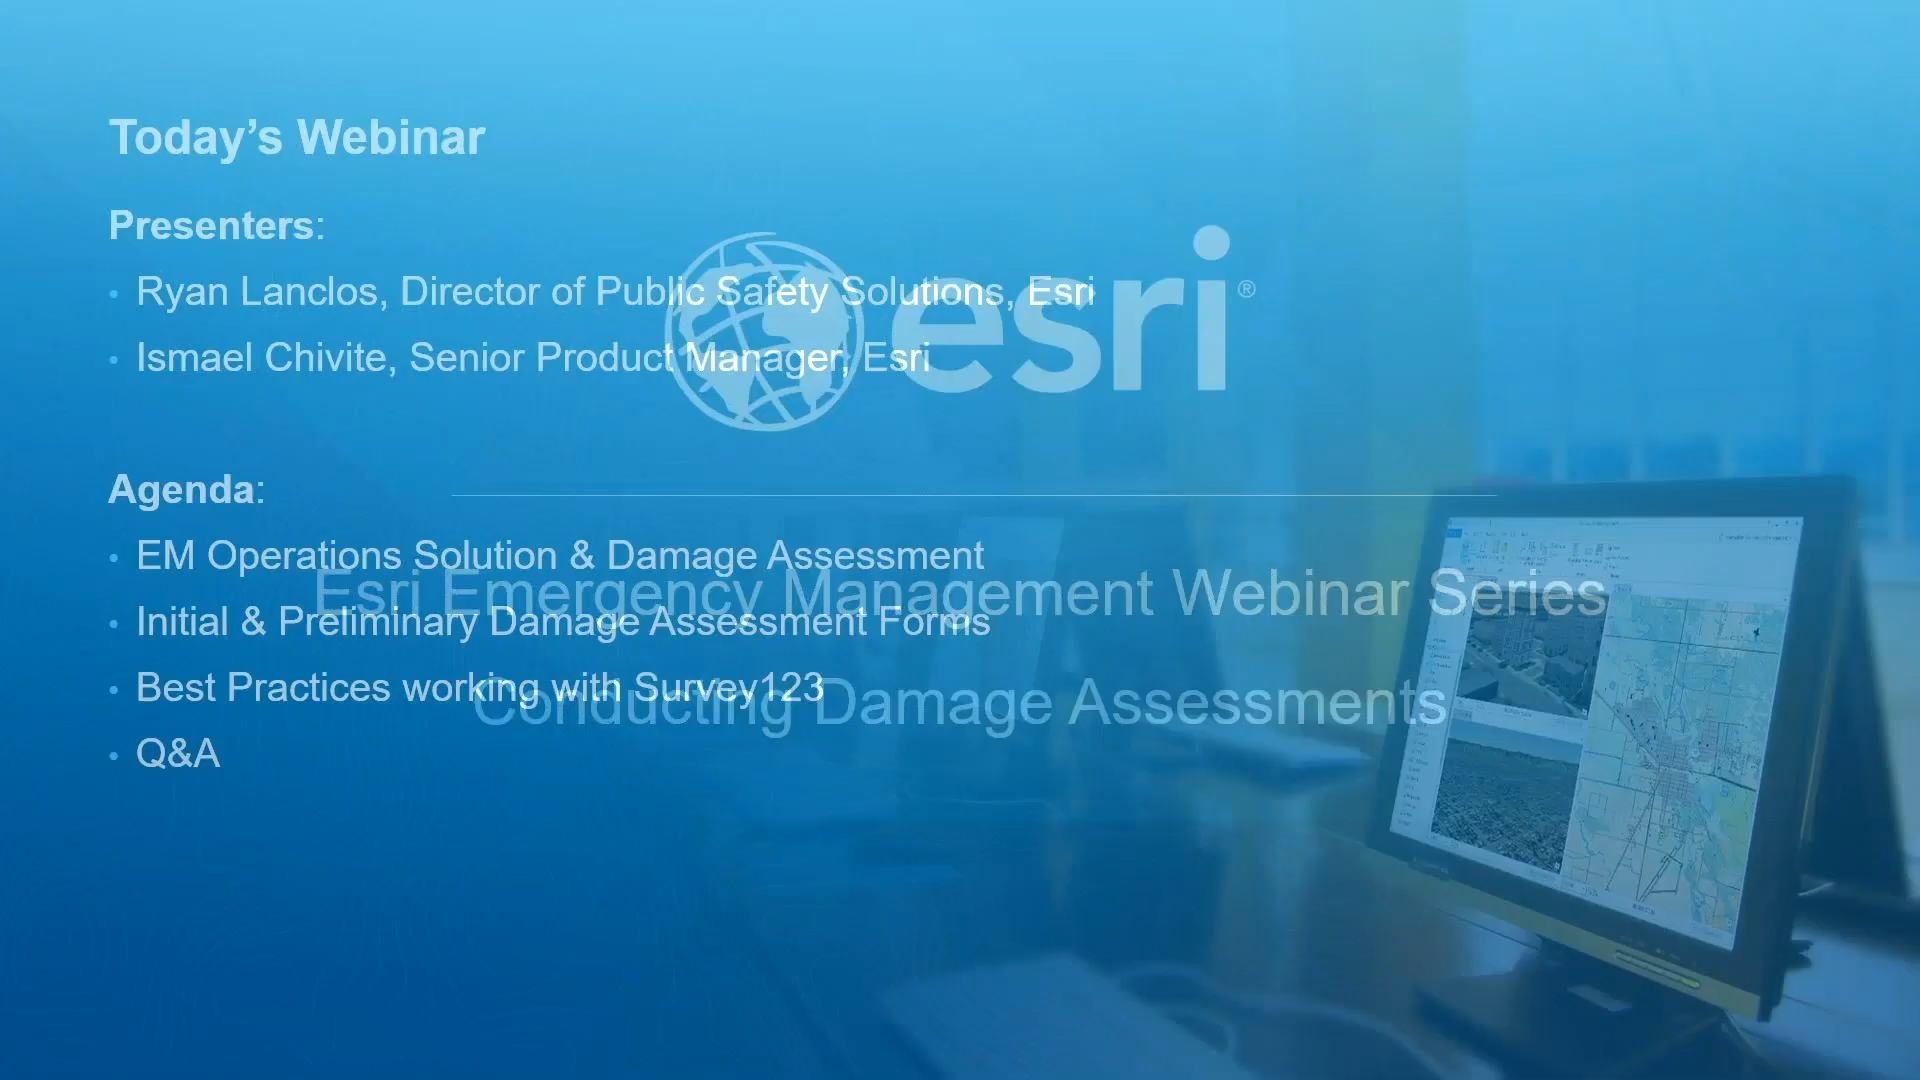 Today’s Webinar
Presenters:
• Ryan Lanclos, Director of Public Safety Solutions, Esri
• Ismael Chivite, Senior Product Manager, Esri
esri®
Agenda:
• EM Operations Solution & Damage Assessment
• Initial & Preliminary Damage Assessment Forms
• Best Practices working with Survey123
• Q&A
Esri Emergency Management Webinar Series
Conducting Damage Assessments